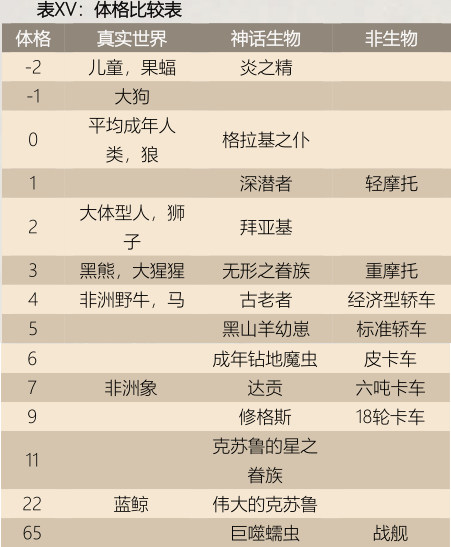 表XV：体格比较表
体格 真实世界 神话生物 非生物
-2 儿童，果蝠 炎之精
-1 大狗
0 平均成年人类，狼 格拉基之仆
1 深潜者 轻摩托
2 大体型人，狮子 拜亚基
3 黑熊，大猩猩 无形之眷族 重摩托
4 非洲野牛，马 古老者 经济型轿车
5 黑山羊幼崽 标准轿车
6 成年钻地魔虫 皮卡车
7 非洲象 达贡 六吨卡车
9 修格斯 18轮卡车
11 克苏鲁的星之眷族
22 蓝鲸 伟大的克苏鲁
65 巨噬蠕虫 战舰